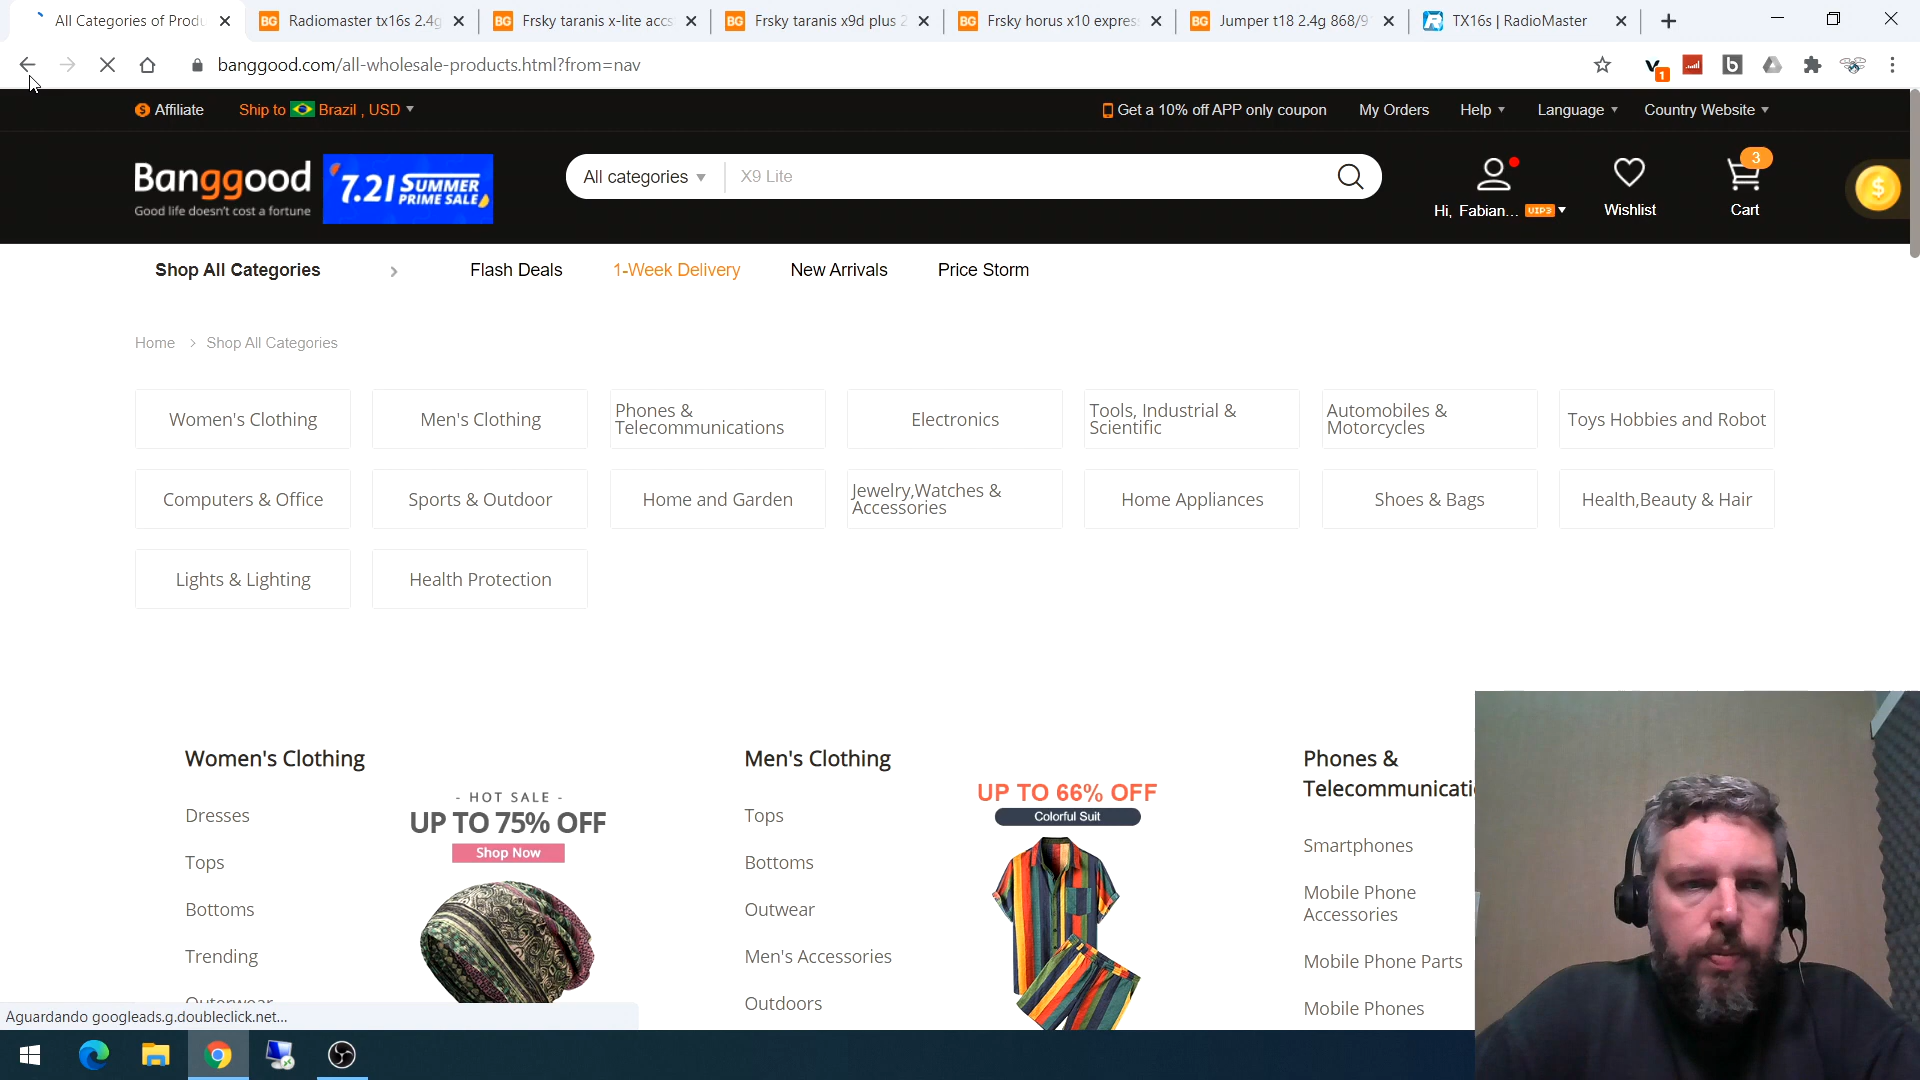 All Categories of Produ
Radiomaster tx16s 2.4g
Frsky taranis x-lite accs
Frsky taranis x9d plus 2
Frsky horus x10 expres
Jumper t18 2.4g 868/9
TX16s | RadioMaster
banggood.com/all-wholesale-products.html?from=nav
Affiliate
Ship to Brazil , USD
Get a 10% off APP only coupon
My Orders
Help
Language
Country Website
Banggood
Good life doesn't cost a fortune
7.21 SUMMER PRIME SALE
All categories
X9 Lite
Hi, Fabian... VIP3
Wishlist
3
Cart
Shop All Categories
Flash Deals
1-Week Delivery
New Arrivals
Price Storm
Home > Shop All Categories
Women's Clothing
Men's Clothing
Phones &
Telecommunications
Electronics
Tools, Industrial &
Scientific
Automobiles &
Motorcycles
Toys Hobbies and Robot
Computers & Office
Sports & Outdoor
Home and Garden
Jewelry,Watches &
Accessories
Home Appliances
Shoes & Bags
Health,Beauty & Hair
Lights & Lighting
Health Protection
Women's Clothing
Dresses
Tops
Bottoms
Trending
Outerwear
- HOT SALE -
UP TO 75% OFF
Shop Now
Men's Clothing
Tops
Bottoms
Outwear
Men's Accessories
Outdoors
UP TO 66% OFF
Colorful Suit
Phones &
Telecommunicati
Smartphones
Mobile Phone
Accessories
Mobile Phone Parts
Mobile Phones
Aguardando googleads.g.doubleclick.net...